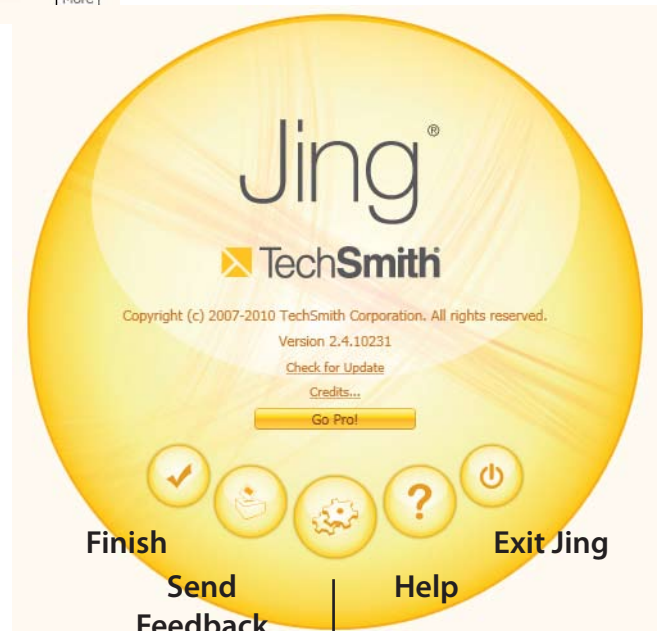 More
Jing®
TechSmith
Copyright (c) 2007-2010 TechSmith Corporation. All rights reserved.
Version 2.4.10231
Check for Update
Credits...
Go Pro!
?
Finish
Exit Jing
Send
Help
Feedback